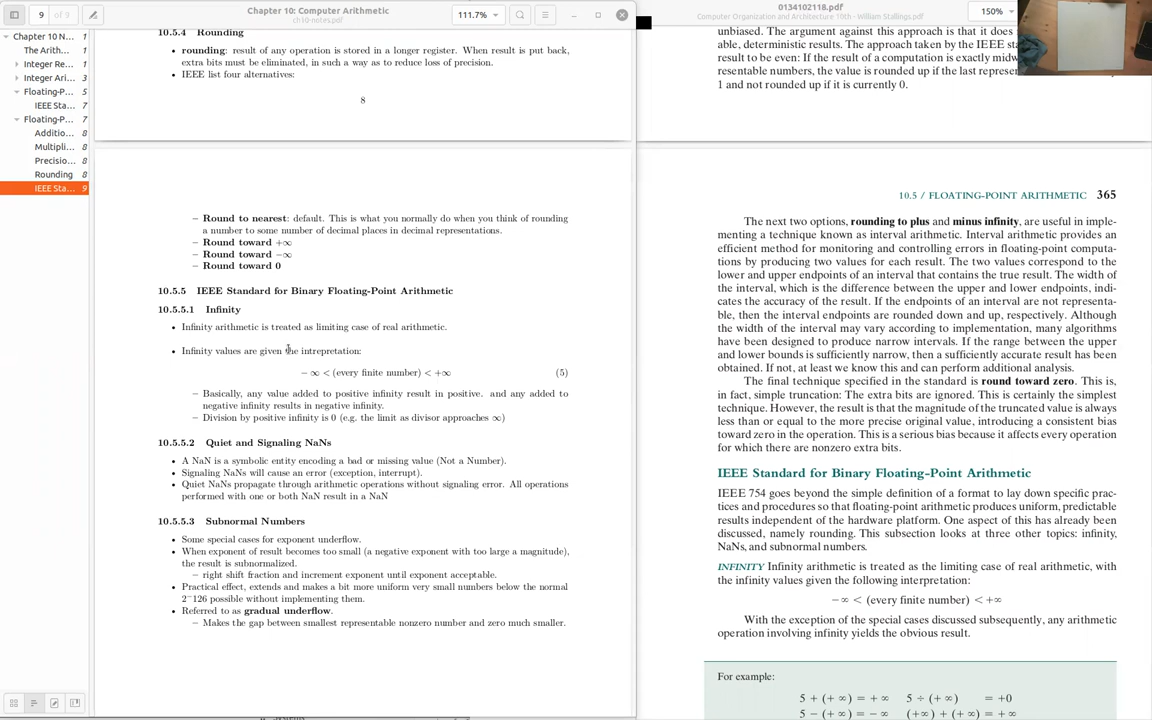 Chapter 10: Computer Arithmetic
ch10-notes.pdf
9 of 9
111.7%
Chapter 10 N... 1
The Arith... 1
Integer Re... 1
Integer Ari... 3
Floating-P... 5
IEEE Sta... 7
Floating-P... 7
Additio... 8
Multipli... 8
Precisio... 8
Rounding 8
IEEE Sta... 9
10.5.4 Rounding
• rounding: result of any operation is stored in a longer register. When result is put back,
extra bits must be eliminated, in such a way as to reduce loss of precision.
• IEEE list four alternatives:
8
– Round to nearest: default. This is what you normally do when you think of rounding
a number to some number of decimal places in decimal representations.
– Round toward +∞
– Round toward −∞
– Round toward 0
10.5.5 IEEE Standard for Binary Floating-Point Arithmetic
10.5.5.1 Infinity
• Infinity arithmetic is treated as limiting case of real arithmetic.
• Infinity values are given the intrepretation:
− ∞ < (every finite number) < +∞ (5)
– Basically, any value added to positive infinity result in positive. and any added to
negative infinity results in negative infinity.
– Division by positive infinity is 0 (e.g. the limit as divisor approaches ∞)
10.5.5.2 Quiet and Signaling NaNs
• A NaN is a symbolic entity encoding a bad or missing value (Not a Number).
• Signaling NaNs will cause an error (exception, interrupt).
• Quiet NaNs propagate through arithmetic operations without signaling error. All operations
performed with one or both NaN result in a NaN
10.5.5.3 Subnormal Numbers
• Some special cases for exponent underflow.
• When exponent of result becomes too small (a negative exponent with too large a magnitude),
the result is subnormalized.
– right shift fraction and increment exponent until exponent acceptable.
• Practical effect, extends and makes a bit more uniform very small numbers below the normal
2⁻126 possible without implementing them.
• Referred to as gradual underflow.
– Makes the gap between smallest representable nonzero number and zero much smaller.
0134102118.pdf
Computer Organization and Architecture 10th - William Stallings.pdf
150%
unbiased. The argument against this approach is that it does
able, deterministic results. The approach taken by the IEEE sta
result to be even: If the result of a computation is exactly midw
resentable numbers, the value is rounded up if the last represen
1 and not rounded up if it is currently 0.
10.5 / FLOATING-POINT ARITHMETIC 365
The next two options, rounding to plus and minus infinity, are useful in imple-
menting a technique known as interval arithmetic. Interval arithmetic provides an
efficient method for monitoring and controlling errors in floating-point computa-
tions by producing two values for each result. The two values correspond to the
lower and upper endpoints of an interval that contains the true result. The width of
the interval, which is the difference between the upper and lower endpoints, indi-
cates the accuracy of the result. If the endpoints of an interval are not representa-
ble, then the interval endpoints are rounded down and up, respectively. Although
the width of the interval may vary according to implementation, many algorithms
have been designed to produce narrow intervals. If the range between the upper
and lower bounds is sufficiently narrow, then a sufficiently accurate result has been
obtained. If not, at least we know this and can perform additional analysis.
The final technique specified in the standard is round toward zero. This is,
in fact, simple truncation: The extra bits are ignored. This is certainly the simplest
technique. However, the result is that the magnitude of the truncated value is always
less than or equal to the more precise original value, introducing a consistent bias
toward zero in the operation. This is a serious bias because it affects every operation
for which there are nonzero extra bits.
IEEE Standard for Binary Floating-Point Arithmetic
IEEE 754 goes beyond the simple definition of a format to lay down specific prac-
tices and procedures so that floating-point arithmetic produces uniform, predictable
results independent of the hardware platform. One aspect of this has already been
discussed, namely rounding. This subsection looks at three other topics: infinity,
NaNs, and subnormal numbers.
INFINITY Infinity arithmetic is treated as the limiting case of real arithmetic, with
the infinity values given the following interpretation:
−∞ < (every finite number) < +∞
With the exception of the special cases discussed subsequently, any arithmetic
operation involving infinity yields the obvious result.
For example:
5 + (+ ∞) = + ∞ 5 ÷ (+ ∞) = +0
5 − (+ ∞) = − ∞ (+∞) + (+ ∞) = + ∞